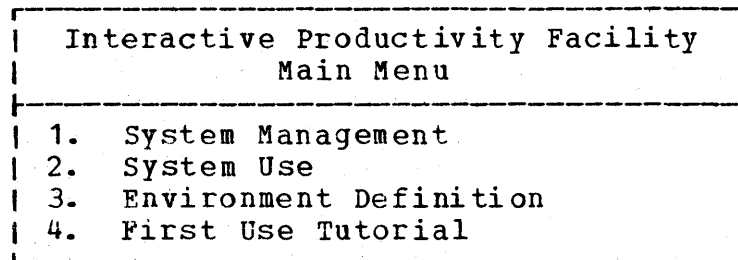 Interactive Productivity Facility
Main Menu
1. System Management
2. System Use
3. Environment Definition
4. First Use Tutorial